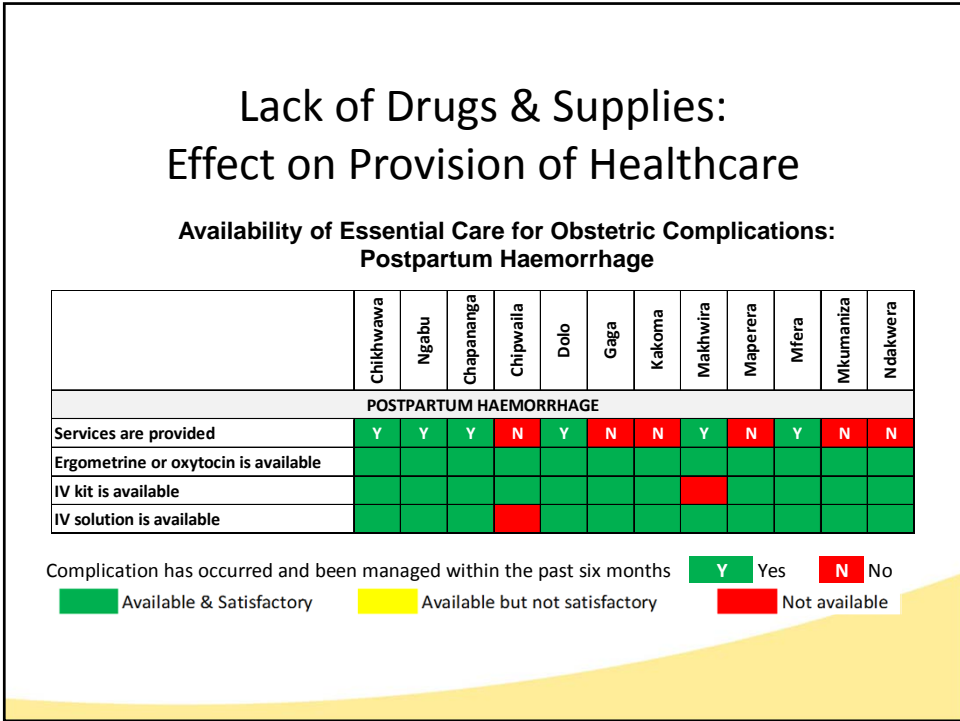 Lack of Drugs & Supplies:
Effect on Provision of Healthcare
Availability of Essential Care for Obstetric Complications:
Postpartum Haemorrhage
Chikhwawa Ngabu Chapananga Chipwaila Dolo Gaga Kakoma Makhwira Maperera Mfera Mkumaniza Ndakwera
POSTPARTUM HAEMORRHAGE
Services are provided Y Y Y N Y N N Y N Y N N
Ergometrine or oxytocin is available
IV kit is available
IV solution is available
Complication has occurred and been managed within the past six months Y Yes N No
Available & Satisfactory Available but not satisfactory Not available